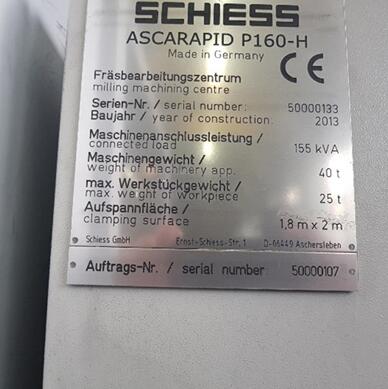 SCHIESS
ASCARAPID P160-H
Made in Germany
CE
Fräsbearbeitungszentrum
milling machining centre
Serien-Nr. / serial number: 50000133
Baujahr / year of construction: 2013
Maschinenanschlussleistung /
connected load 155 kVA
Maschinengewicht /
weight of machinery app. 40 t
max. Werkstückgewicht /
max. weight of workpiece 25 t
Aufspannfläche /
clamping surface 1,8 m x 2 m
Schiess GmbH Ernst-Schiess-Str. 1 D-06449 Aschersleben
Auftrags-Nr. / serial number: 50000107